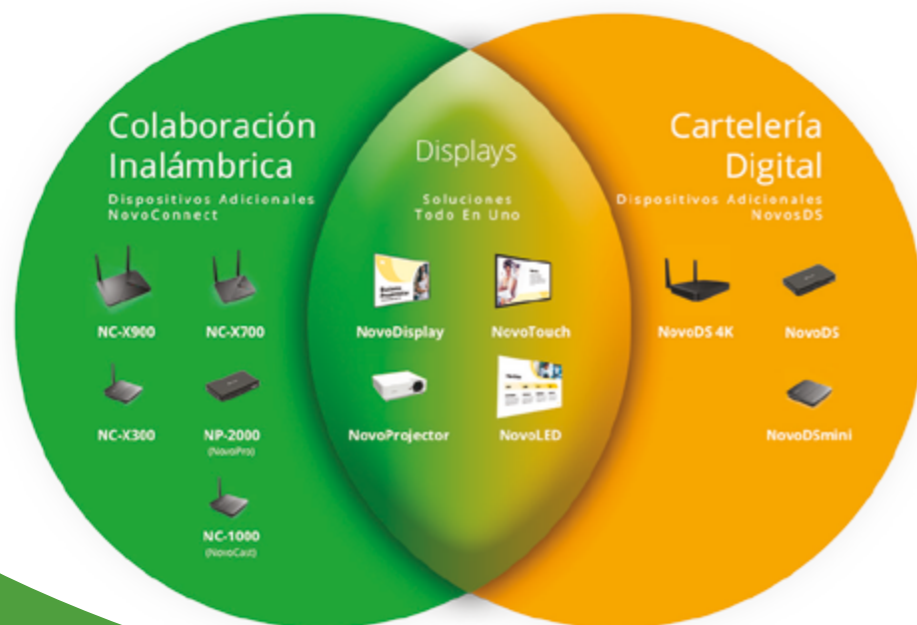 Colaboración
Inalámbrica
Dispositivos Adicionales
NovoConnect
NC-X900
NC-X700
NC-X300
NP-2000
(NovoPro)
NC-1000
(NovoCast)
Displays
Soluciones
Todo En Uno
NovoDisplay
NovoTouch
NovoProjector
NovoLED
Cartelería
Digital
Dispositivos Adicionales
NovosDS
NovoDS 4K
NovoDS
NovoDSmini